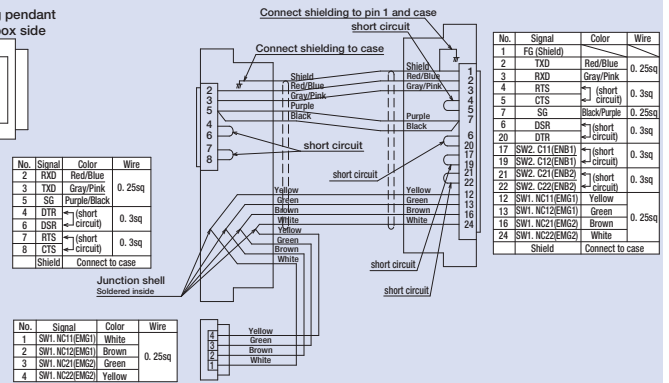 pendant
box side
Connect shielding to pin 1 and case
short circuit
Connect shielding to case
Shield
Red/Blue
Gray/Pink
Purple
Black
Shield
Red/Blue
Gray/Pink
Purple
Black
2
3
5
4
6
7
8
1
2
3
4
5
7
6
20
17
19
21
22
12
13
16
24
short circuit
short circuit
short circuit
short circuit
Yellow
Green
Brown
White
Yellow
Green
Brown
White
Yellow
Green
Brown
White
Junction shell
Soldered inside
4
3
2
1
Yellow
Green
Brown
White
No. Signal Color Wire
2 RXD Red/Blue 0. 25sq
3 TXD Gray/Pink
5 SG Purple/Black
4 DTR (short circuit) 0. 3sq
6 DSR
7 RTS (short circuit) 0. 3sq
8 CTS
Shield Connect to case
No. Signal Color Wire
1 SW1. NC11(EMG1) White 0. 25sq
2 SW1. NC12(EMG1) Brown
3 SW1. NC21(EMG2) Green
4 SW1. NC22(EMG2) Yellow
No. Signal Color Wire
1 FG (Shield)
2 TXD Red/Blue 0. 25sq
3 RXD Gray/Pink
4 RTS (short circuit) 0. 3sq
5 CTS
7 SG Black/Purple 0. 25sq
6 DSR (short circuit) 0. 3sq
20 DTR
17 SW2. C11(ENB1) (short circuit) 0. 3sq
19 SW2. C12(ENB1)
21 SW2. C21(ENB2) (short circuit) 0. 3sq
22 SW2. C22(ENB2)
12 SW1. NC11(EMG1) Yellow 0. 25sq
13 SW1. NC12(EMG1) Green
16 SW1. NC21(EMG2) Brown
24 SW1. NC22(EMG2) White
Shield Connect to case